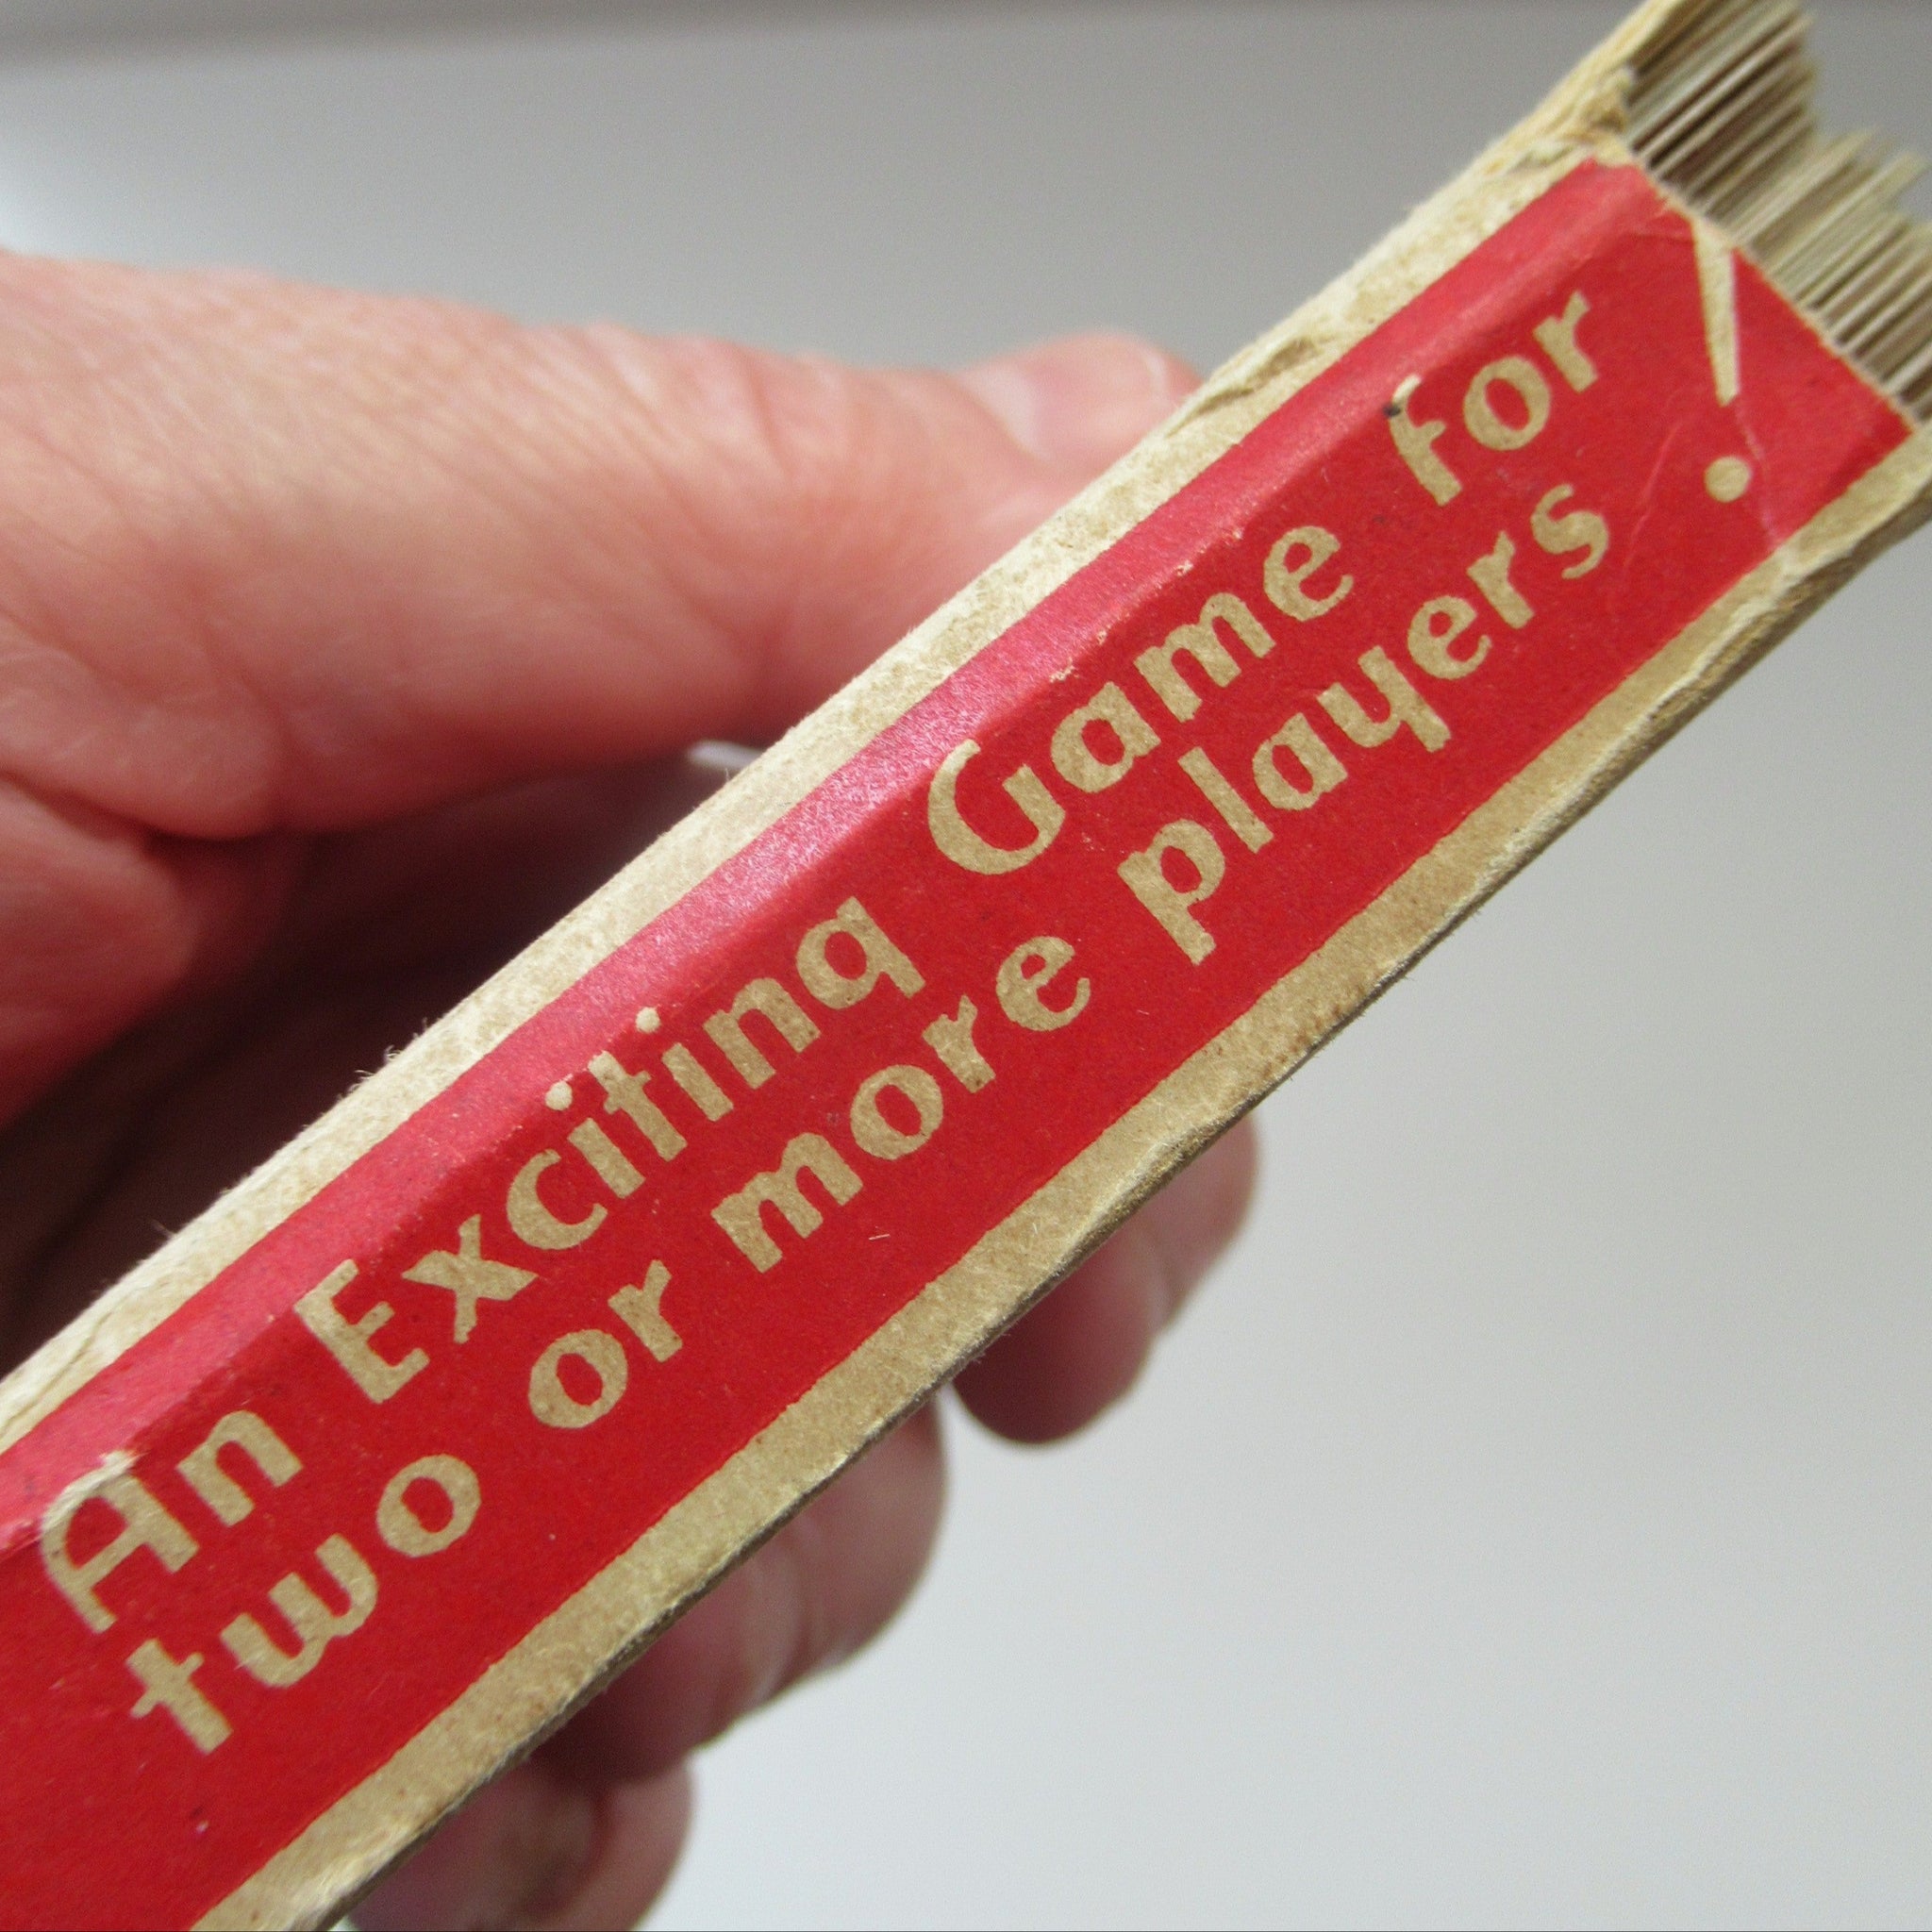 An Exciting Game for
two or more players !